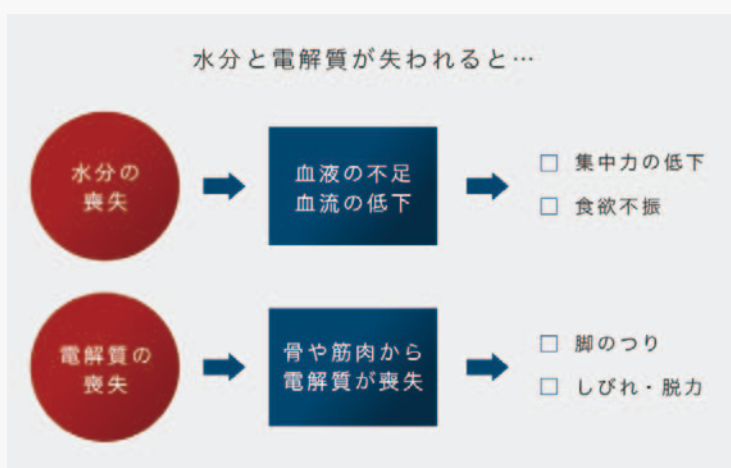 水分と電解質が失われると…
水分の
喪失
血液の不足
血流の低下
□ 集中力の低下
□ 食欲不振
電解質の
喪失
骨や筋肉から
電解質が喪失
□ 脚のつり
□ しびれ・脱力